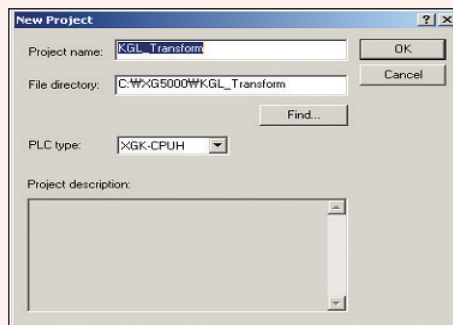 New Project
Project name: KGL_Transform
OK
File directory: C:₩XG5000₩KGL_Transform
Cancel
Find...
PLC type: XGK-CPUH
Project description: